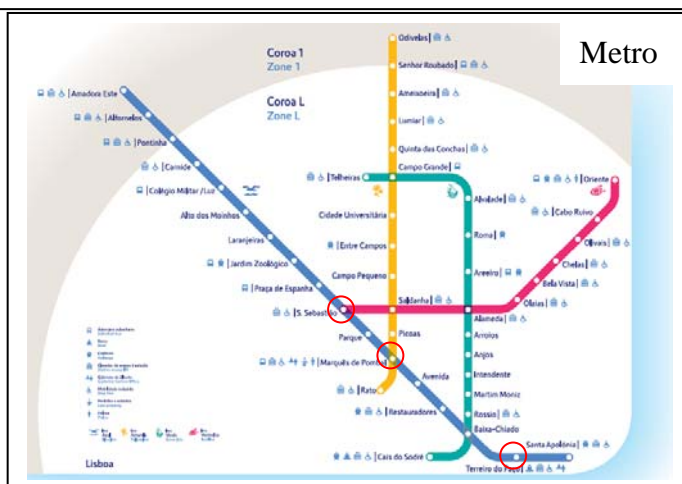 Metro
Coroa 1
Zone 1
Coroa L
Zone L
Odivelas
Senhor Roubado
Ameixoeira
Lumiar
Quinta das Conchas
Campo Grande
Telheiras
Cidade Universitária
Entre Campos
Campo Pequeno
Saldanha
Picoas
Marquês de Pombal
Rato
Amadora Este
Alfornelos
Pontinha
Carnide
Colégio Militar /Luz
Alto dos Moinhos
Laranjeiras
Jardim Zoológico
Praça de Espanha
S. Sebastião
Parque
Avenida
Restauradores
Baixa-Chiado
Terreiro do Paço
Santa Apolónia
Oriente
Cabo Ruivo
Olivais
Chelas
Bela Vista
Olaias
Alameda
Alvalade
Roma
Areeiro
Arroios
Anjos
Intendente
Martim Moniz
Rossio
Cais do Sodré
Lisboa